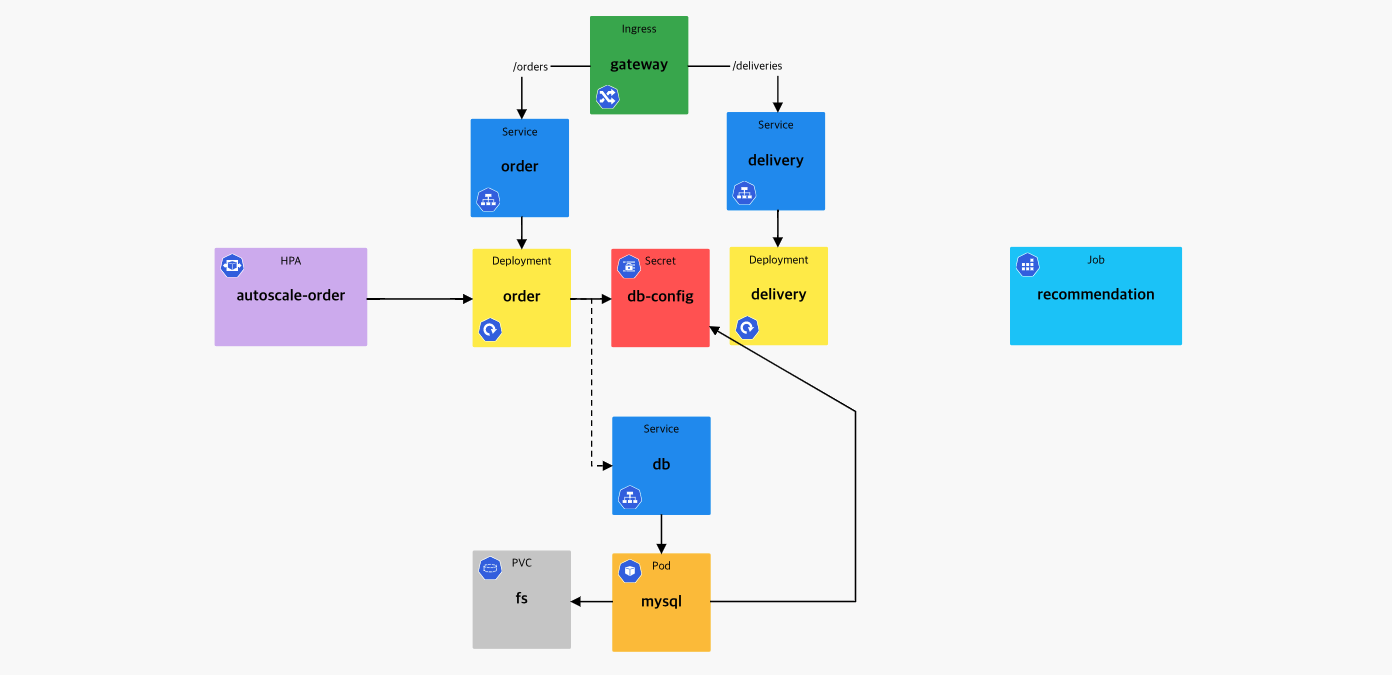 Ingress
gateway
/orders
/deliveries
Service
order
Service
delivery
HPA
autoscale-order
Deployment
order
Secret
db-config
Deployment
delivery
Job
recommendation
Service
db
PVC
fs
Pod
mysql